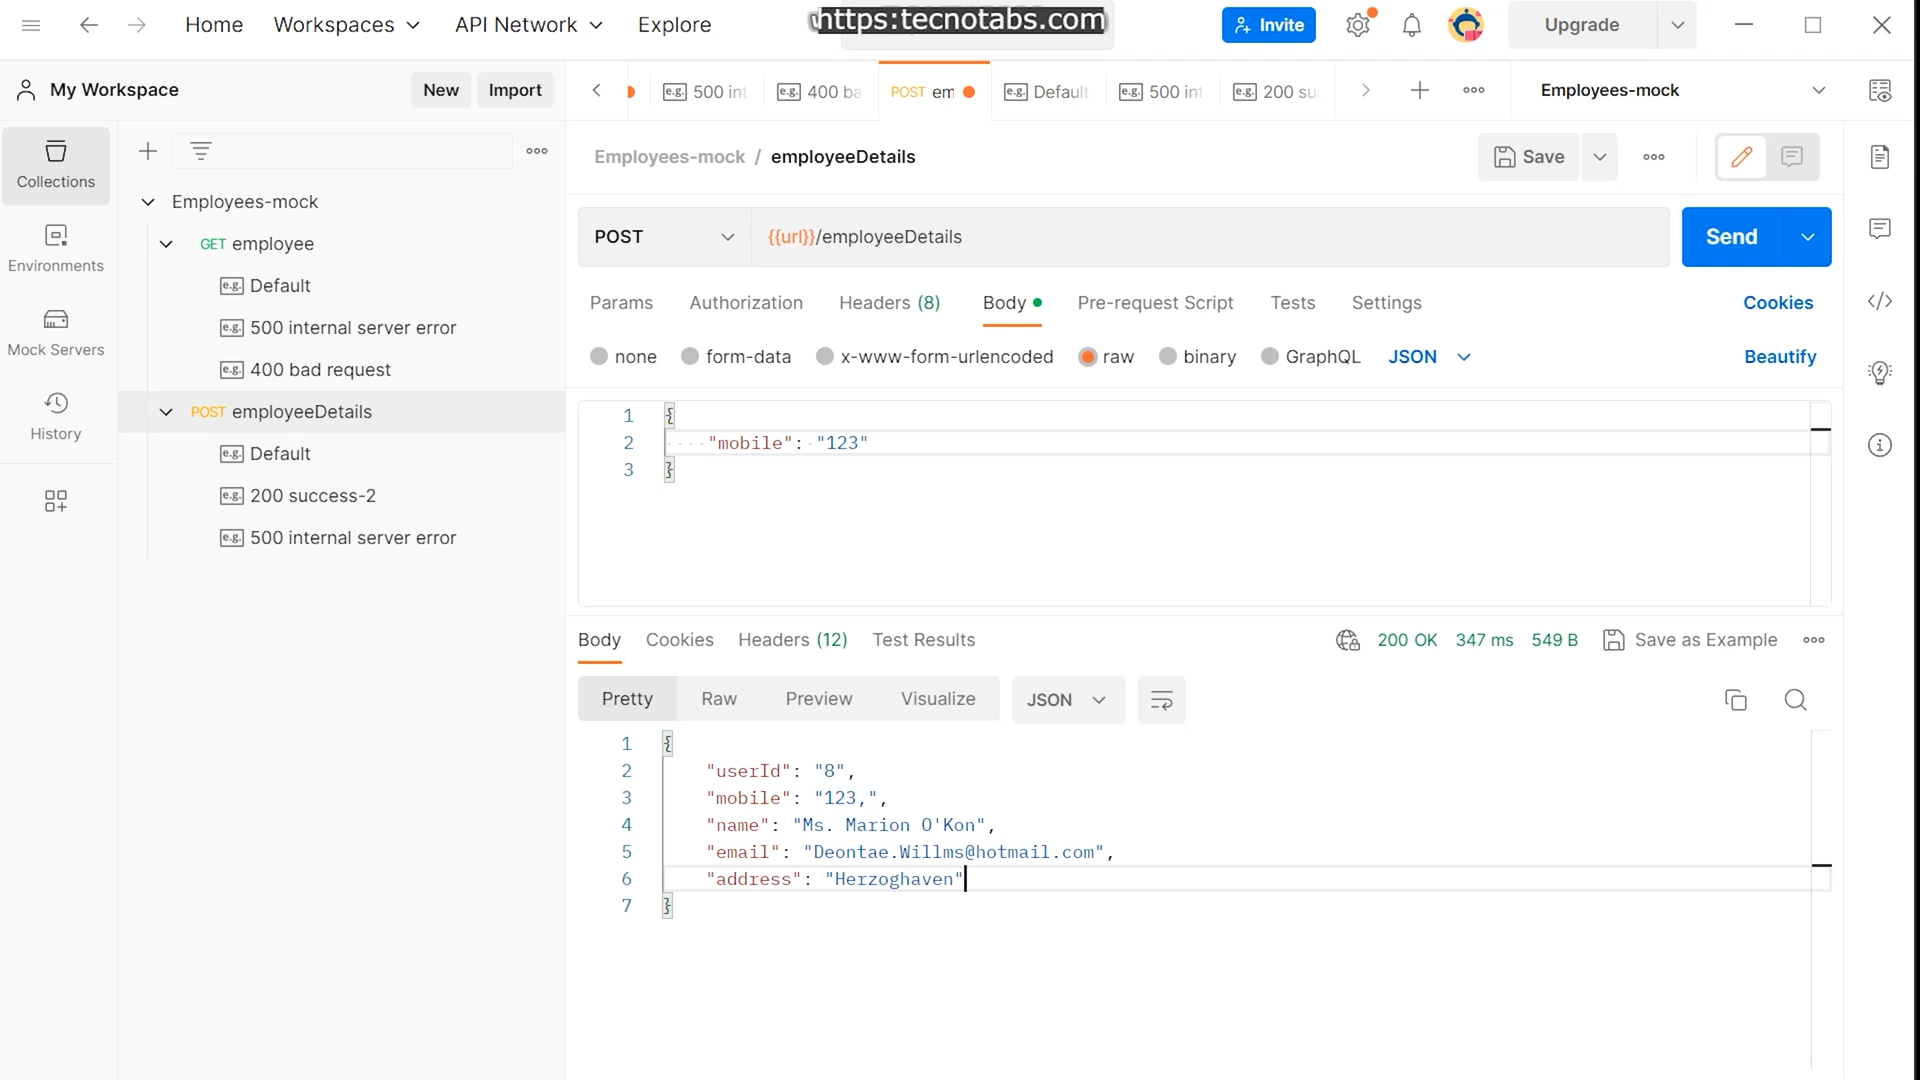 Home
Workspaces
API Network
Explore
https:tecnotabs.com
Invite
Upgrade
My Workspace
New
Import
e.g. 500 int
e.g. 400 ba
POST em
e.g. Default
e.g. 500 int
e.g. 200 su
Employees-mock
Collections
Environments
Mock Servers
History
Employees-mock
GET employee
e.g. Default
e.g. 500 internal server error
e.g. 400 bad request
POST employeeDetails
e.g. Default
e.g. 200 success-2
e.g. 500 internal server error
Employees-mock / employeeDetails
Save
POST
{{url}}/employeeDetails
Send
Params
Authorization
Headers (8)
Body
Pre-request Script
Tests
Settings
Cookies
none
form-data
x-www-form-urlencoded
raw
binary
GraphQL
JSON
Beautify
1 {
2 "mobile": "123"
3 }
Body
Cookies
Headers (12)
Test Results
200 OK
347 ms
549 B
Save as Example
Pretty
Raw
Preview
Visualize
JSON
1 {
2 "userId": "8",
3 "mobile": "123,",
4 "name": "Ms. Marion O'Kon",
5 "email": "Deontae.Willms@hotmail.com",
6 "address": "Herzoghaven"
7 }